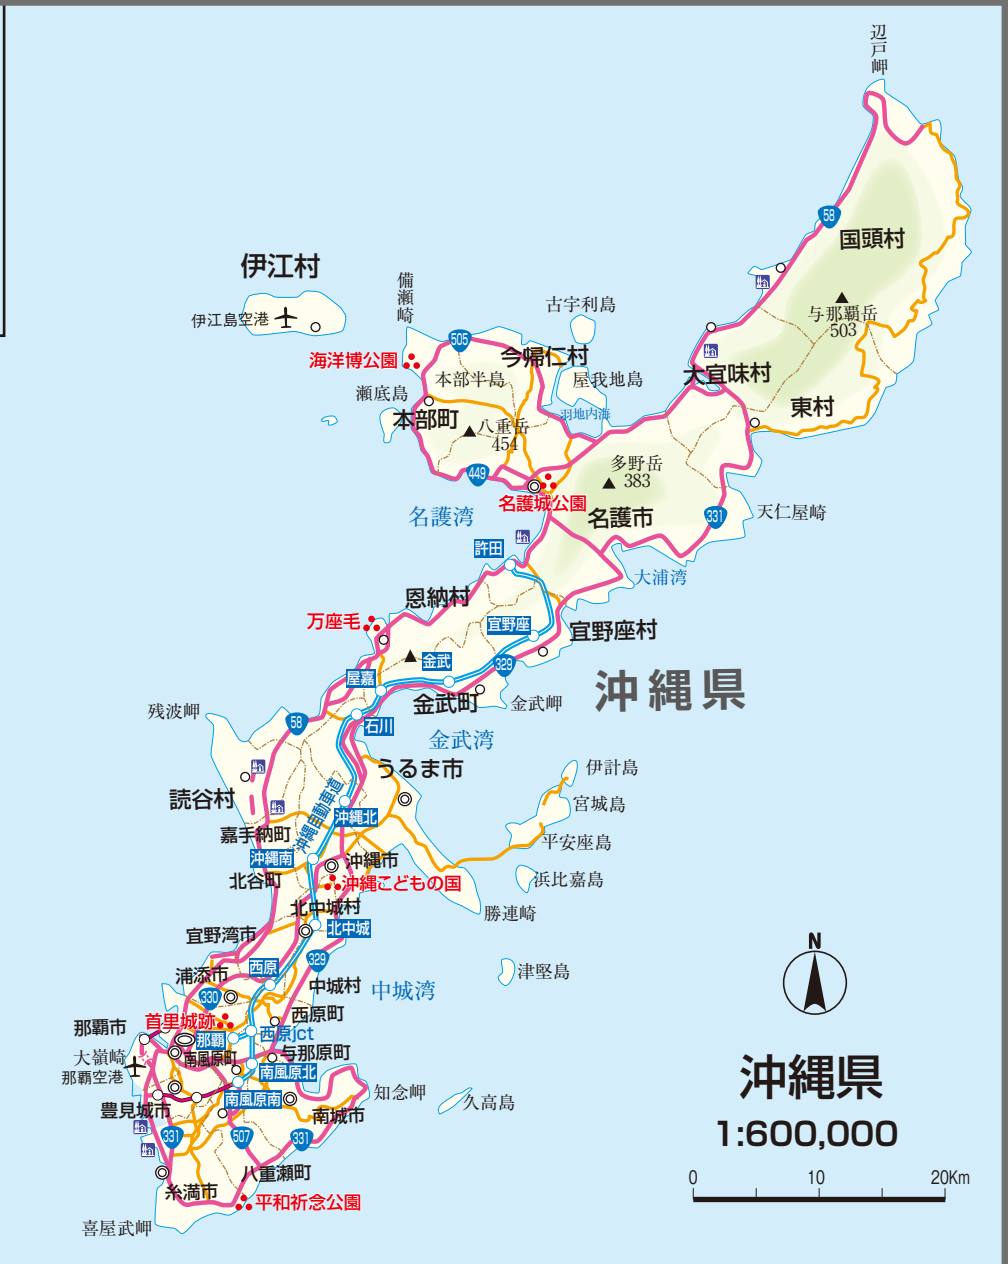 辺戸岬
58
国頭村
伊江村
備瀬崎
古宇利島
与那覇岳
503
伊江島空港
505
今帰仁村
海洋博公園
本部半島
屋我地島
大宜味村
瀬底島
本部町
八重岳
454
羽地内海
東村
449
多野岳
383
名護城公園
名護湾
名護市
331
天仁屋崎
許田
大浦湾
恩納村
万座毛
宜野座
宜野座村
金武
329
屋嘉
金武町
金武岬
沖縄県
残波岬
58
石川
金武湾
うるま市
伊計島
読谷村
沖縄自動車道
宮城島
沖縄北
嘉手納町
平安座島
沖縄南
沖縄市
北谷町
沖縄こどもの国
浜比嘉島
北中城村
勝連崎
宜野湾市
北中城
N
西原
329
浦添市
津堅島
330
中城村
中城湾
首里城跡
西原町
那覇市
那覇
西原jct
大嶺崎
南風原町
与那原町
那覇空港
南風原北
沖縄県
知念岬
南風原南
久高島
豊見城市
南城市
1:600,000
331
507
331
八重瀬町
0
10
20Km
糸満市
平和祈念公園
喜屋武岬